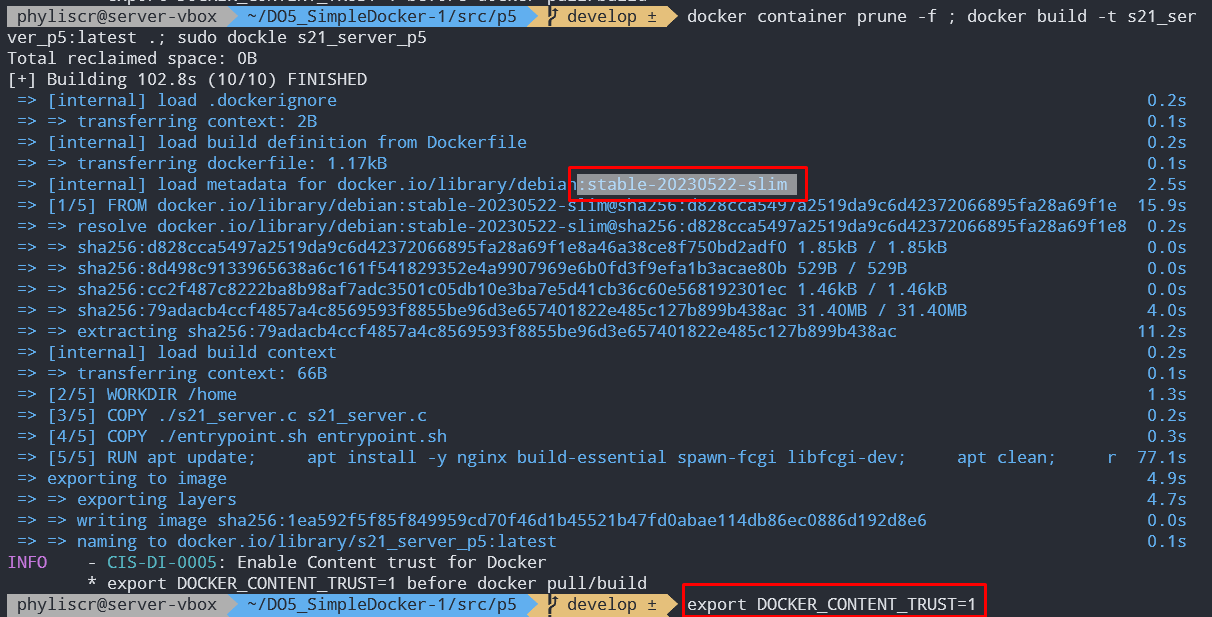 phyliscr@server-vbox ~/DO5_SimpleDocker-1/src/p5 develop ± docker container prune -f ; docker build -t s21_ser
ver_p5:latest .; sudo dockle s21_server_p5
Total reclaimed space: 0B
[+] Building 102.8s (10/10) FINISHED
=> [internal] load .dockerignore 0.2s
=> => transferring context: 2B 0.1s
=> [internal] load build definition from Dockerfile 0.2s
=> => transferring dockerfile: 1.17kB 0.1s
=> [internal] load metadata for docker.io/library/debian:stable-20230522-slim 2.5s
=> [1/5] FROM docker.io/library/debian:stable-20230522-slim@sha256:d828cca5497a2519da9c6d42372066895fa28a69f1e 15.9s
=> => resolve docker.io/library/debian:stable-20230522-slim@sha256:d828cca5497a2519da9c6d42372066895fa28a69f1e8 0.2s
=> => sha256:d828cca5497a2519da9c6d42372066895fa28a69f1e8a46a38ce8f750bd2adf0 1.85kB / 1.85kB 0.0s
=> => sha256:8d498c9133965638a6c161f541829352e4a9907969e6b0fd3f9efa1b3acae80b 529B / 529B 0.0s
=> => sha256:cc2f487c8222ba8b98af7adc3501c05db10e3ba7e5d41cb36c60e568192301ec 1.46kB / 1.46kB 0.0s
=> => sha256:79adacb4ccf4857a4c8569593f8855be96d3e657401822e485c127b899b438ac 31.40MB / 31.40MB 4.0s
=> => extracting sha256:79adacb4ccf4857a4c8569593f8855be96d3e657401822e485c127b899b438ac 11.2s
=> [internal] load build context 0.2s
=> => transferring context: 66B 0.1s
=> [2/5] WORKDIR /home 1.3s
=> [3/5] COPY ./s21_server.c s21_server.c 0.2s
=> [4/5] COPY ./entrypoint.sh entrypoint.sh 0.3s
=> [5/5] RUN apt update; apt install -y nginx build-essential spawn-fcgi libfcgi-dev; apt clean; r 77.1s
=> exporting to image 4.9s
=> => exporting layers 4.7s
=> => writing image sha256:1ea592f5f85f849959cd70f46d1b45521b47fd0abae114db86ec0886d192d8e6 0.0s
=> => naming to docker.io/library/s21_server_p5:latest 0.1s
INFO - CIS-DI-0005: Enable Content trust for Docker
* export DOCKER_CONTENT_TRUST=1 before docker pull/build
phyliscr@server-vbox ~/DO5_SimpleDocker-1/src/p5 develop ± export DOCKER_CONTENT_TRUST=1